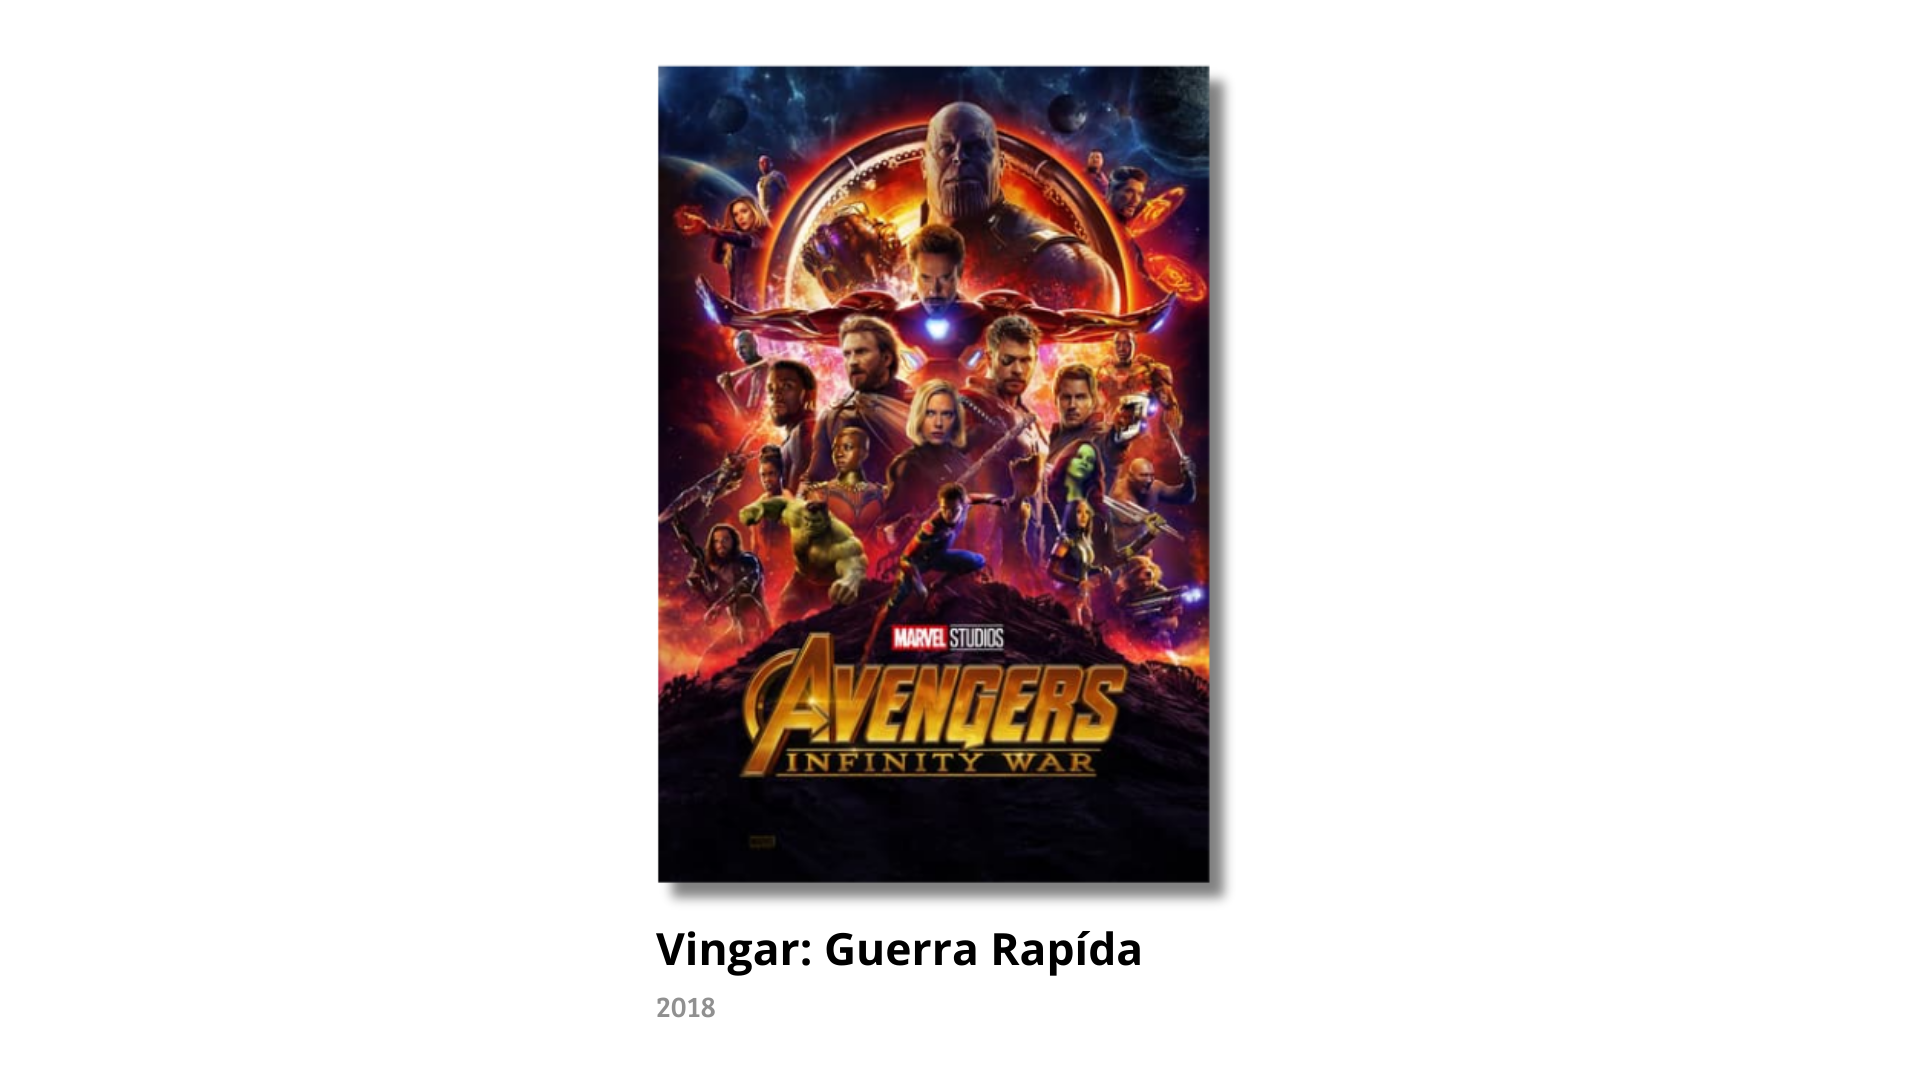 MARVEL STUDIOS
AVENGERS
INFINITY WAR
Vingar: Guerra Rapída
2018